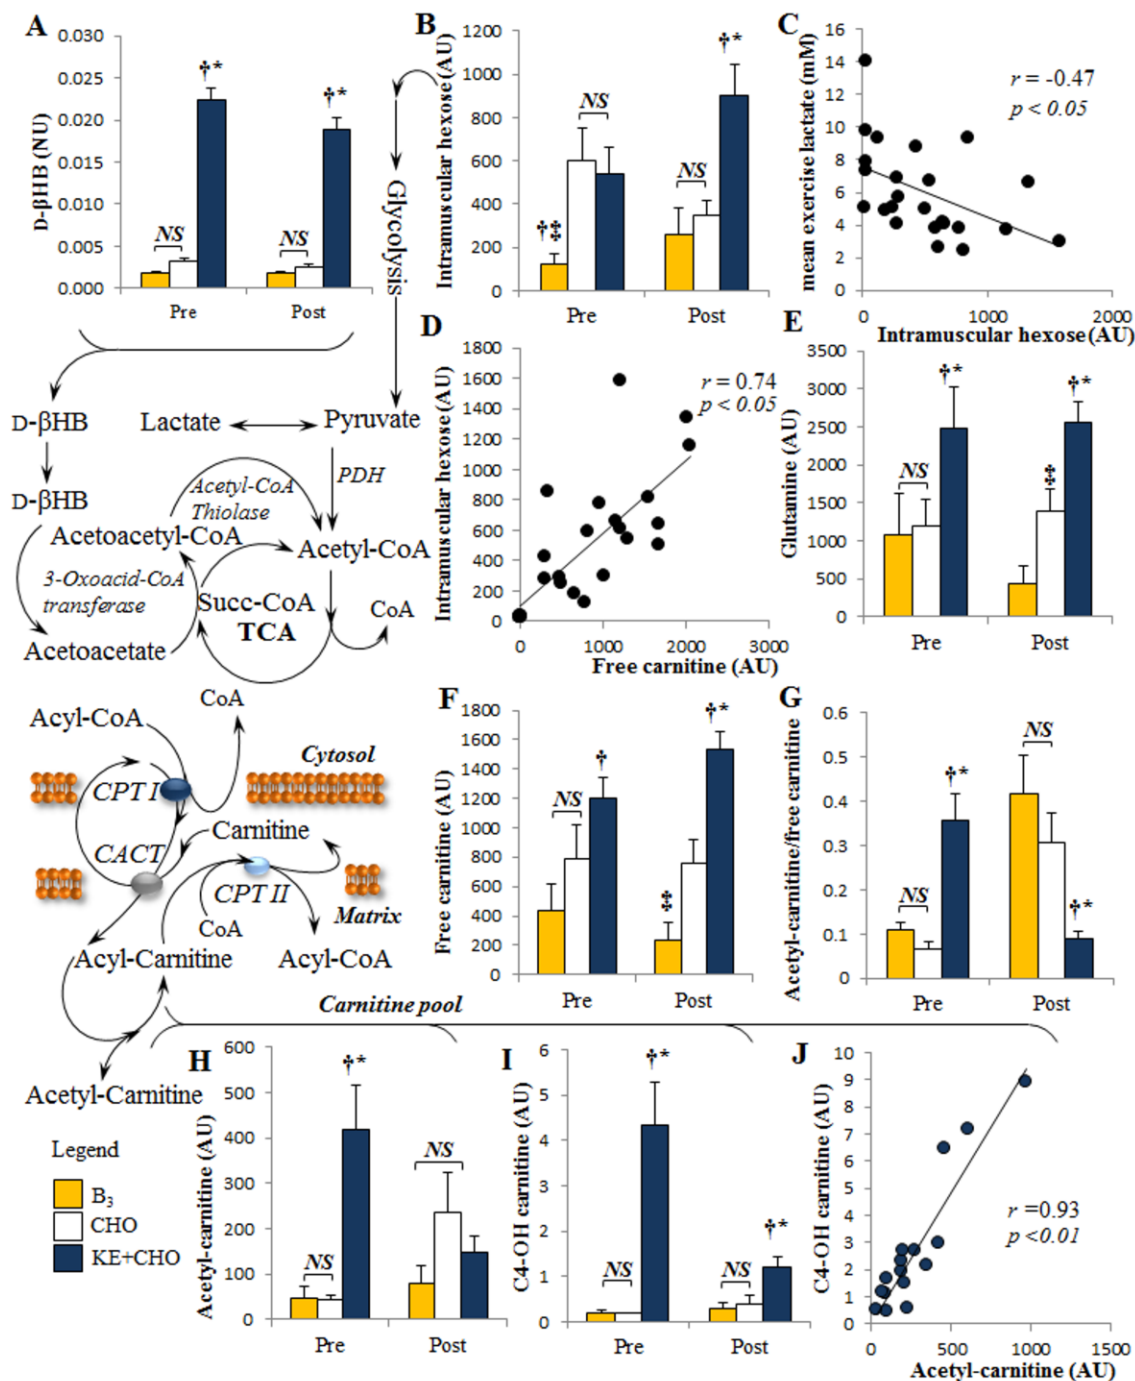 A
D-βHB (NU)
0.030
0.025
0.020
0.015
0.010
0.005
0.000
†*
†*
NS
NS
Pre
Post
B
Intramuscular hexose (AU)
1200
1000
800
600
400
200
0
†‡
NS
NS
†*
Pre
Post
C
mean exercise lactate (mM)
16
14
12
10
8
6
4
2
0
r = -0.47
p < 0.05
0
1000
2000
Intramuscular hexose (AU)
Glycolysis
D-βHB
Lactate
Pyruvate
D-βHB
PDH
Acetyl-CoA
Thiolase
Acetoacetyl-CoA
Acetyl-CoA
3-Oxoacid-CoA
transferase
Succ-CoA
TCA
CoA
Acetoacetate
D
Intramuscular hexose (AU)
1800
1600
1400
1200
1000
800
600
400
200
0
r = 0.74
p < 0.05
0
1000
2000
3000
Free carnitine (AU)
E
Glutamine (AU)
3500
3000
2500
2000
1500
1000
500
0
NS
†*
‡
†*
Pre
Post
CoA
Acyl-CoA
Cytosol
CPT I
Carnitine
CACT
CPT II
CoA
Matrix
Acyl-Carnitine
Acyl-CoA
Carnitine pool
Acetyl-Carnitine
F
Free carnitine (AU)
1800
1600
1400
1200
1000
800
600
400
200
0
NS
†
‡
†*
Pre
Post
G
Acetyl-carnitine/free carnitine
0.6
0.5
0.4
0.3
0.2
0.1
0
NS
†*
NS
†*
Pre
Post
Legend
B3
CHO
KE+CHO
H
Acetyl-carnitine (AU)
600
500
400
300
200
100
0
NS
†*
NS
Pre
Post
I
C4-OH carnitine (AU)
6
5
4
3
2
1
0
NS
†*
NS
†*
Pre
Post
J
C4-OH carnitine (AU)
10
9
8
7
6
5
4
3
2
1
0
r =0.93
p <0.01
0
500
1000
1500
Acetyl-carnitine (AU)